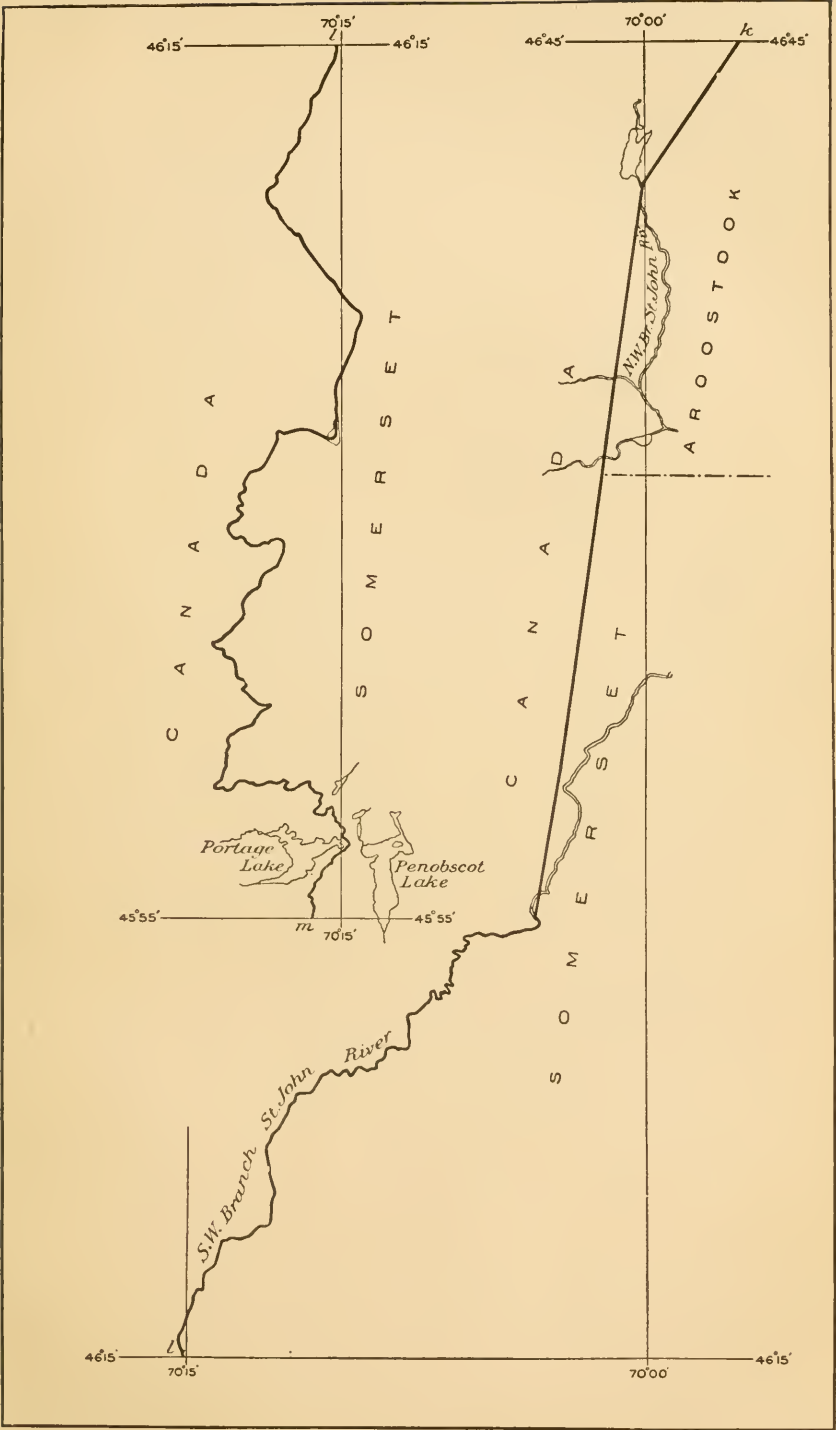 70°15'
l
46°15'
46°15'
70°00'
k
46°45'
46°45'
N.W. Br. St. John Riv.
AROOSTOOK
CANADA
SOMERSET
CANADA
SOMERSET
Portage
Lake
Penobscot
Lake
45°55'
45°55'
m
70°15'
S.W. Branch St. John River
l
46°15'
46°15'
70°15'
70°00'